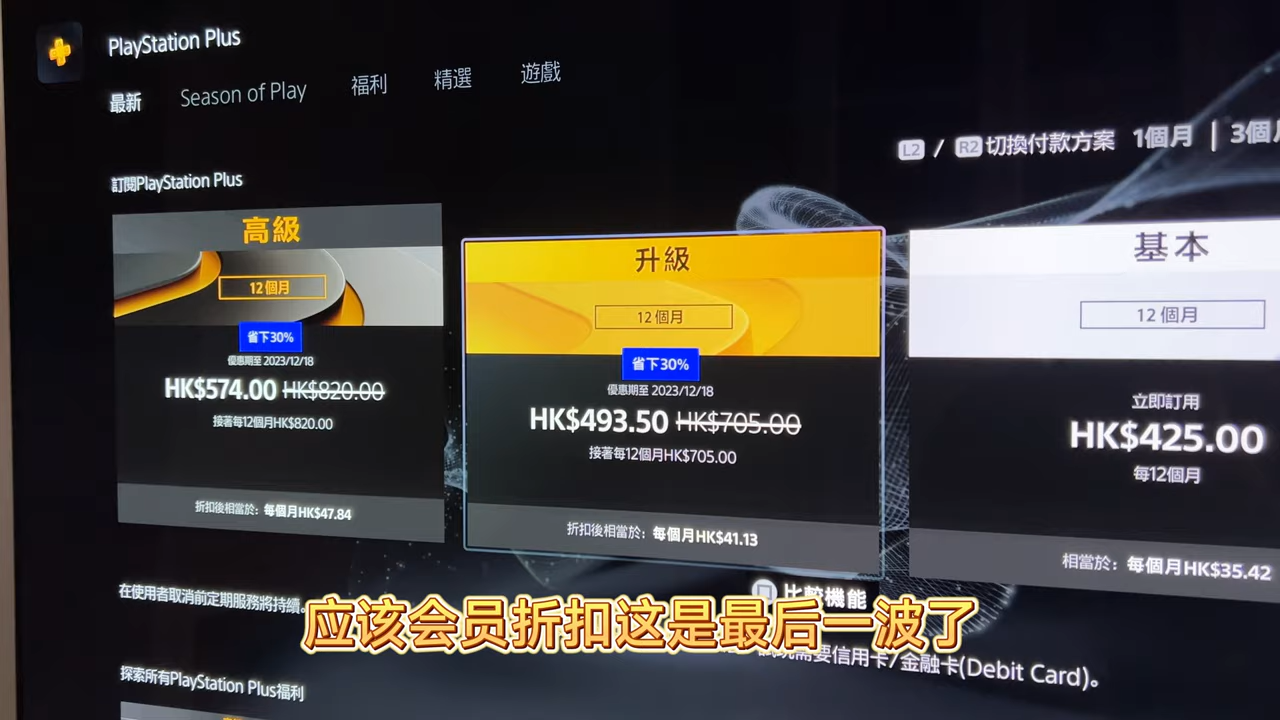 PlayStation Plus
最新 Season of Play 福利 精選 遊戲
L2 / R2 切換付款方案 1個月 | 3個月
訂閱PlayStation Plus
高級
12個月
省下30%
優惠期至 2023/12/18
HK$574.00 HK$820.00
接著每12個月HK$820.00
折扣後相當於: 每個月HK$47.84
升級
12個月
省下30%
優惠期至 2023/12/18
HK$493.50 HK$705.00
接著每12個月HK$705.00
折扣後相當於: 每個月HK$41.13
基本
12個月
立即訂用
HK$425.00
每12個月
相當於: 每個月HK$35.42
比較機能
在使用者取消前定期服務將持續
应该会员折扣这是最后一波了
需要信用卡/金融卡(Debit Card)。
探索所有PlayStation Plus福利